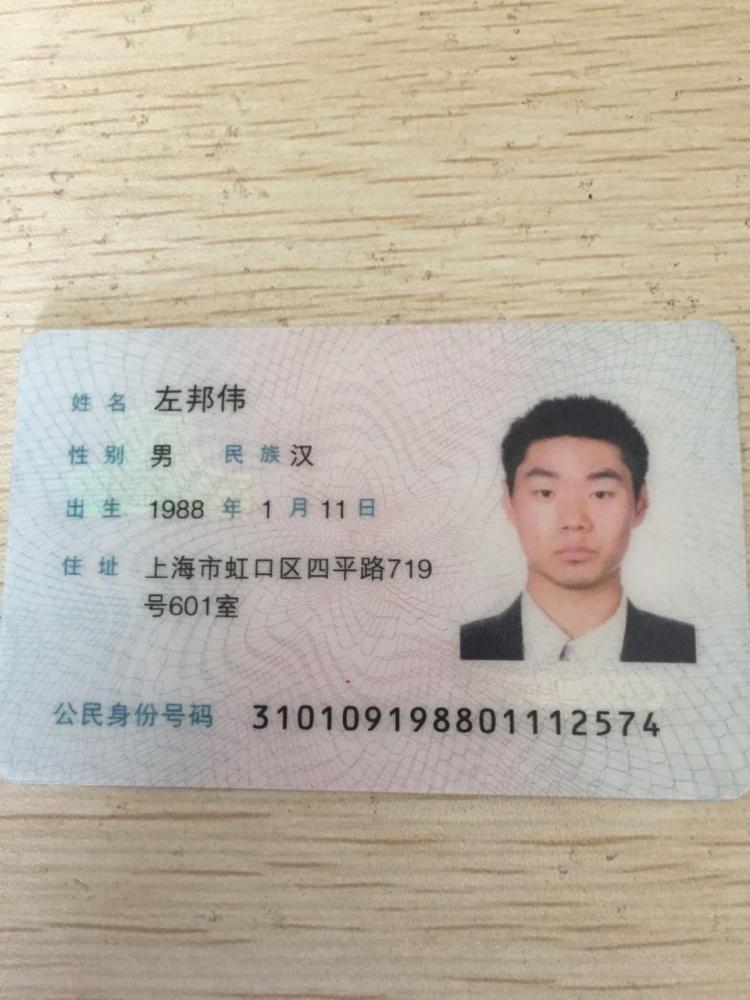 姓名 左邦伟
性别 男 民族 汉
出生 1988 年 1 月 11 日
住址 上海市虹口区四平路719
号601室
公民身份号码 310109198801112574